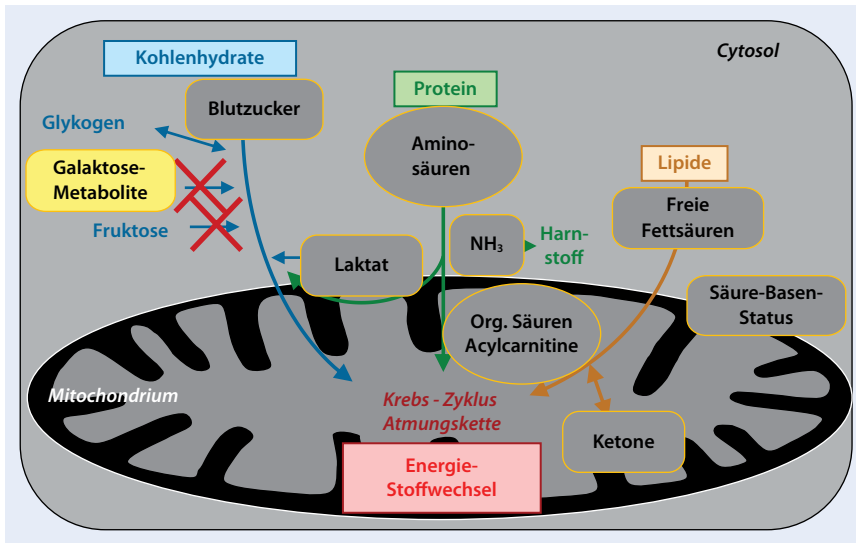 Cytosol
Kohlenhydrate
Blutzucker
Glykogen
Galaktose-
Metabolite
Fruktose
Protein
Amino-
säuren
Lipide
Freie
Fettsäuren
Laktat
NH₃
Harn-
stoff
Säure-Basen-
Status
Org. Säuren
Acylcarnitine
Mitochondrium
Krebs - Zyklus
Atmungskette
Ketone
Energie-
Stoffwechsel